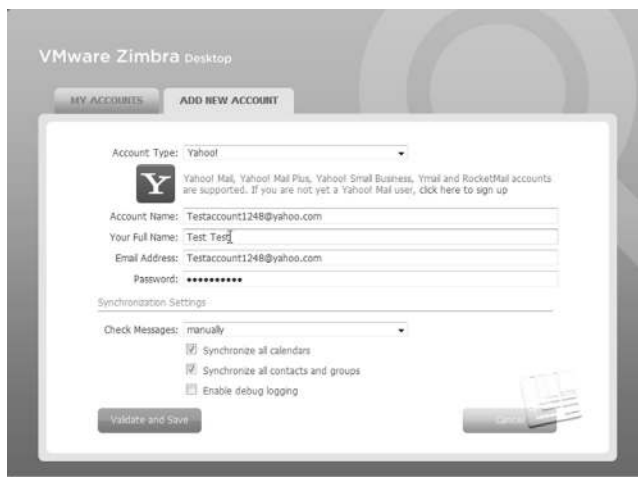 VMware Zimbra Desktop
MY ACCOUNTS
ADD NEW ACCOUNT
Account Type: Yahoo!
Y
Yahoo! Mail, Yahoo! Mail Plus, Yahoo! Small Business, Ymail and RocketMail accounts
are supported. If you are not yet a Yahoo! Mail user, click here to sign up
Account Name: Testaccount1248@yahoo.com
Your Full Name: Test Test
Email Address: Testaccount1248@yahoo.com
Password: ••••••••••
Synchronization Settings
Check Messages: manually
Synchronize all calendars
Synchronize all contacts and groups
Enable debug logging
Validate and Save
Cancel